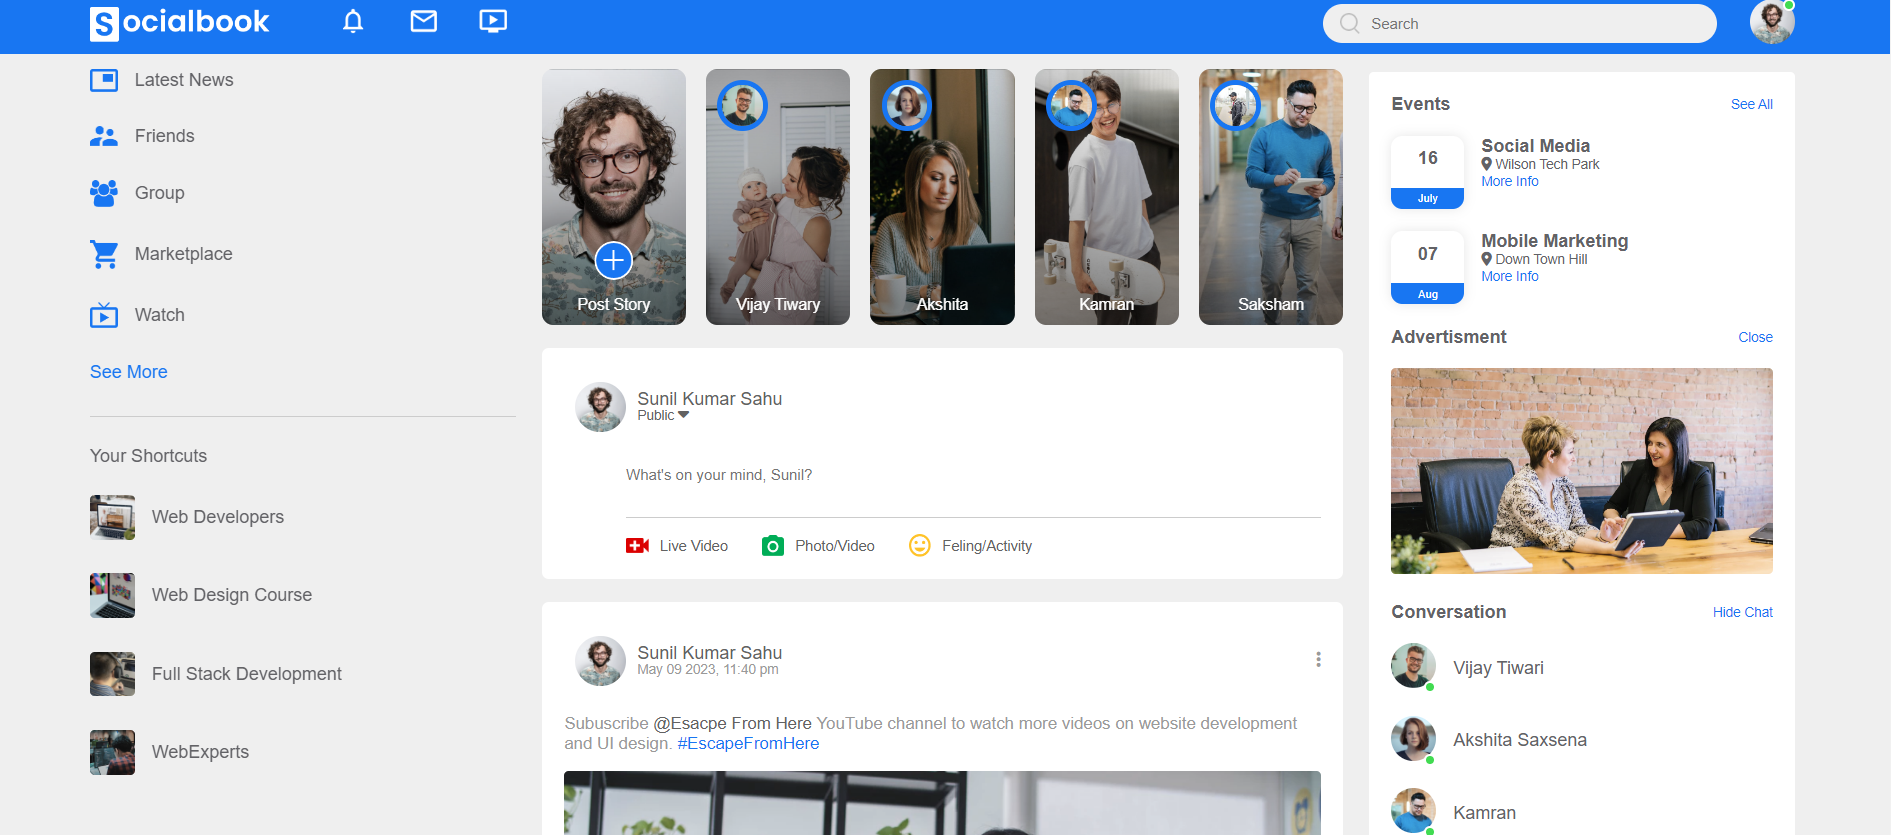 Socialbook
Search
Latest News
Friends
Group
Marketplace
Watch
See More
Your Shortcuts
Web Developers
Web Design Course
Full Stack Development
WebExperts
Post Story
Vijay Tiwary
Akshita
Kamran
Saksham
Sunil Kumar Sahu
Public
What's on your mind, Sunil?
Live Video
Photo/Video
Feling/Activity
Sunil Kumar Sahu
May 09 2023, 11:40 pm
Subuscribe @Esacpe From Here YouTube channel to watch more videos on website development
and UI design. #EscapeFromHere
Events
See All
16
July
Social Media
Wilson Tech Park
More Info
07
Aug
Mobile Marketing
Down Town Hill
More Info
Advertisment
Close
Conversation
Hide Chat
Vijay Tiwari
Akshita Saxsena
Kamran